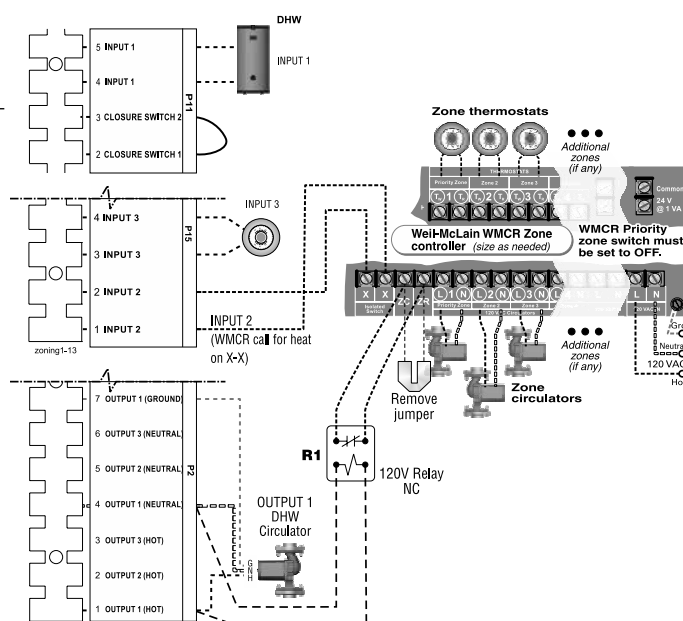 DHW
INPUT 1
5 INPUT 1
4 INPUT 1
3 CLOSURE SWITCH 2
2 CLOSURE SWITCH 1
P11
4 INPUT 3
3 INPUT 3
2 INPUT 2
1 INPUT 2
P15
zoning1-13
INPUT 3
INPUT 2
(WMCR call for heat
on X-X)
Zone thermostats
Additional
zones
(if any)
THERMOSTATS
Priority Zone
Zone 2
Zone 3
Common
24 V
@ 1 VA
Weil-McLain WMCR Zone
controller (size as needed)
WMCR Priority
zone switch must
be set to OFF.
X X ZC ZR L 1 N L 2 N L 3 N
L N
Isolated
Switch
Priority Zone
Zone 2
Zone 3
120 VAC Circulators
Additional
zones
(if any)
Neutra
120 VAC
Ho
Remove
jumper
Zone
circulators
7 OUTPUT 1 (GROUND)
6 OUTPUT 3 (NEUTRAL)
5 OUTPUT 2 (NEUTRAL)
4 OUTPUT 1 (NEUTRAL)
3 OUTPUT 3 (HOT)
2 OUTPUT 2 (HOT)
1 OUTPUT 1 (HOT)
P2
R1
120V Relay
NC
OUTPUT 1
DHW
Circulator
G
N
H